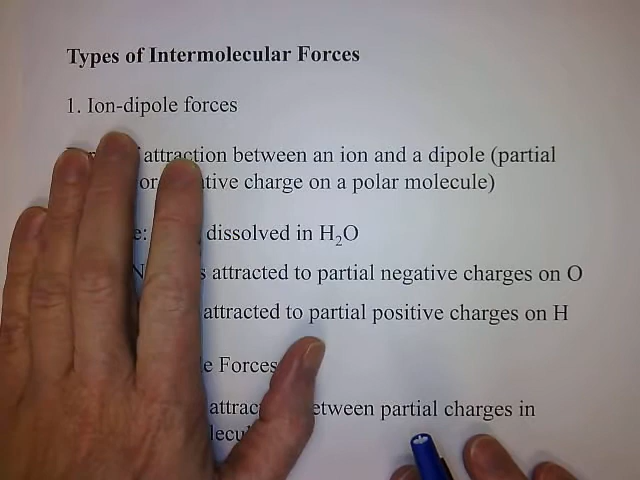 Types of Intermolecular Forces
1. Ion-dipole forces
attraction between an ion and a dipole (partial
charge on a polar molecule)
dissolved in H₂O
attracted to partial negative charges on O
attracted to partial positive charges on H
Forces
between partial charges in